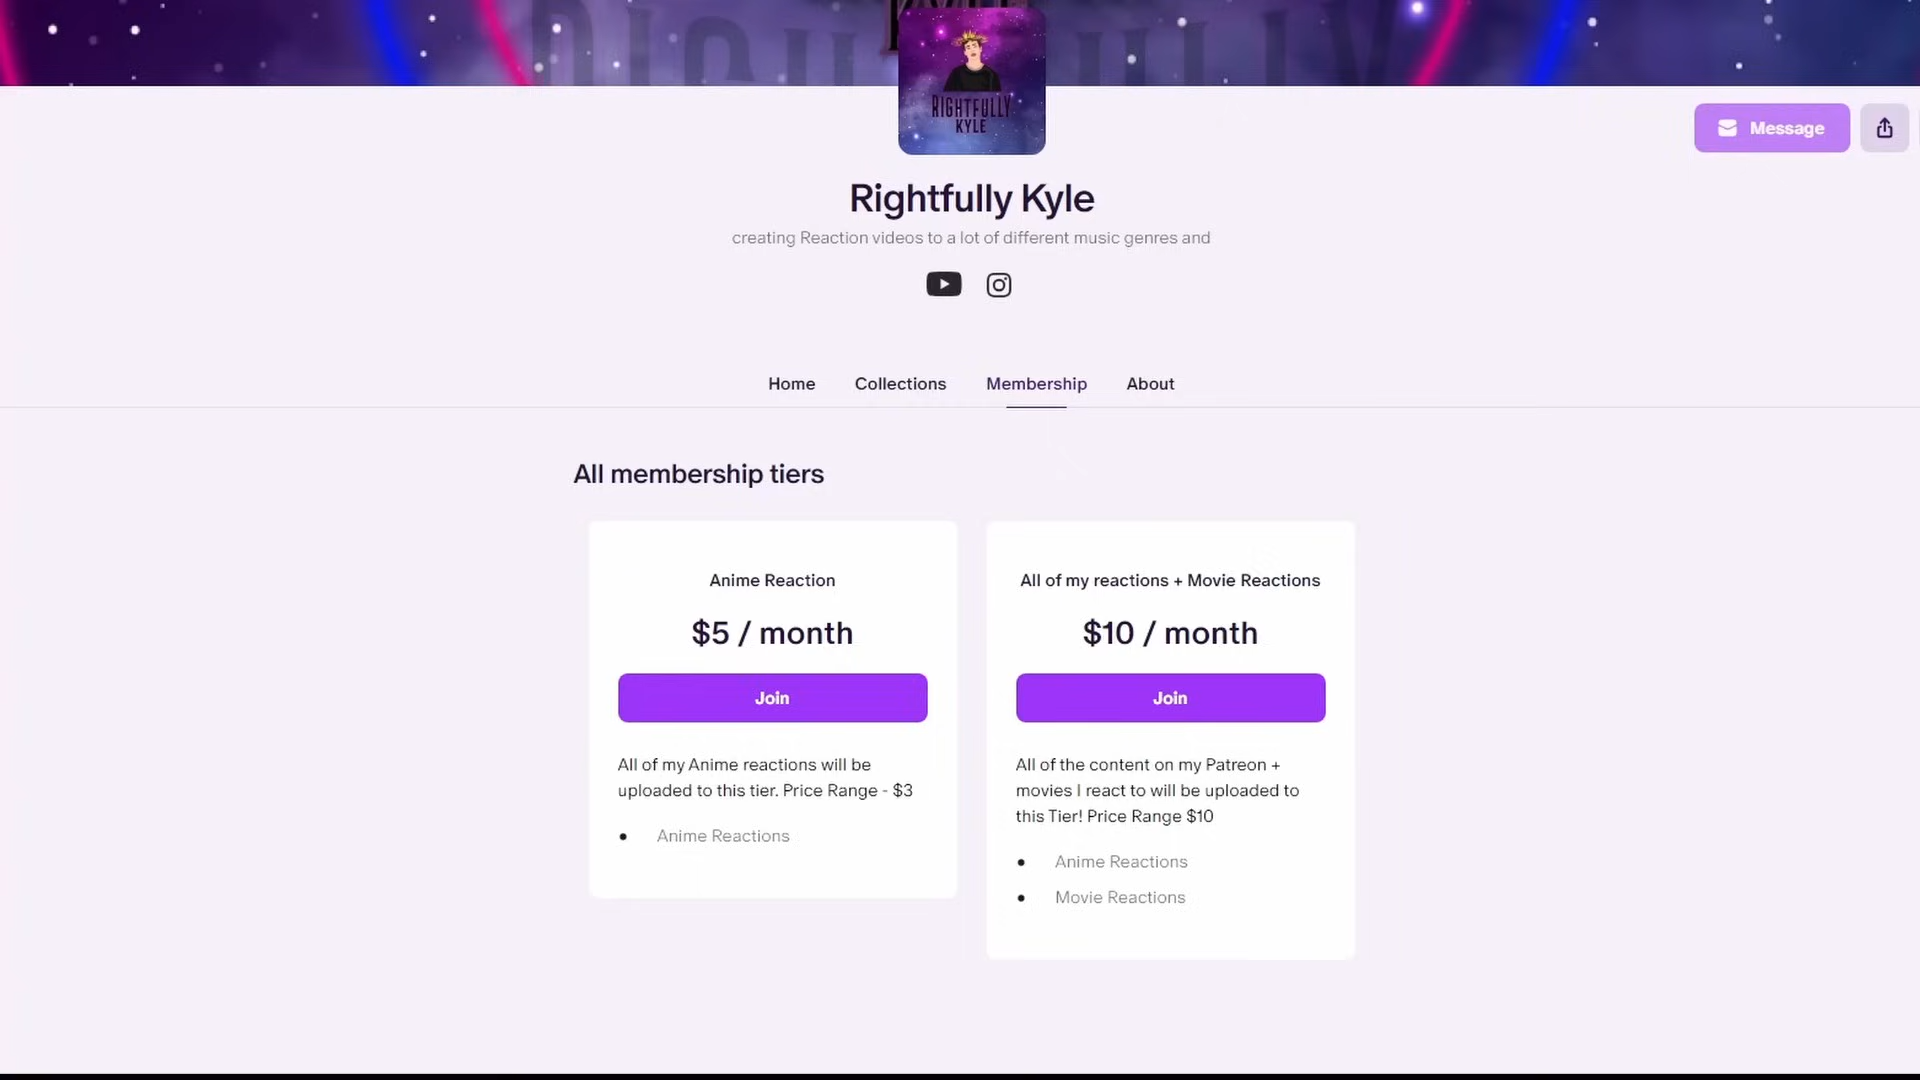 RIGHTFULLY
KYLE
Message
Rightfully Kyle
creating Reaction videos to a lot of different music genres and
Home Collections Membership About
All membership tiers
Anime Reaction
$5 / month
Join
All of my Anime reactions will be
uploaded to this tier. Price Range - $3
• Anime Reactions
All of my reactions + Movie Reactions
$10 / month
Join
All of the content on my Patreon +
movies I react to will be uploaded to
this Tier! Price Range $10
• Anime Reactions
• Movie Reactions